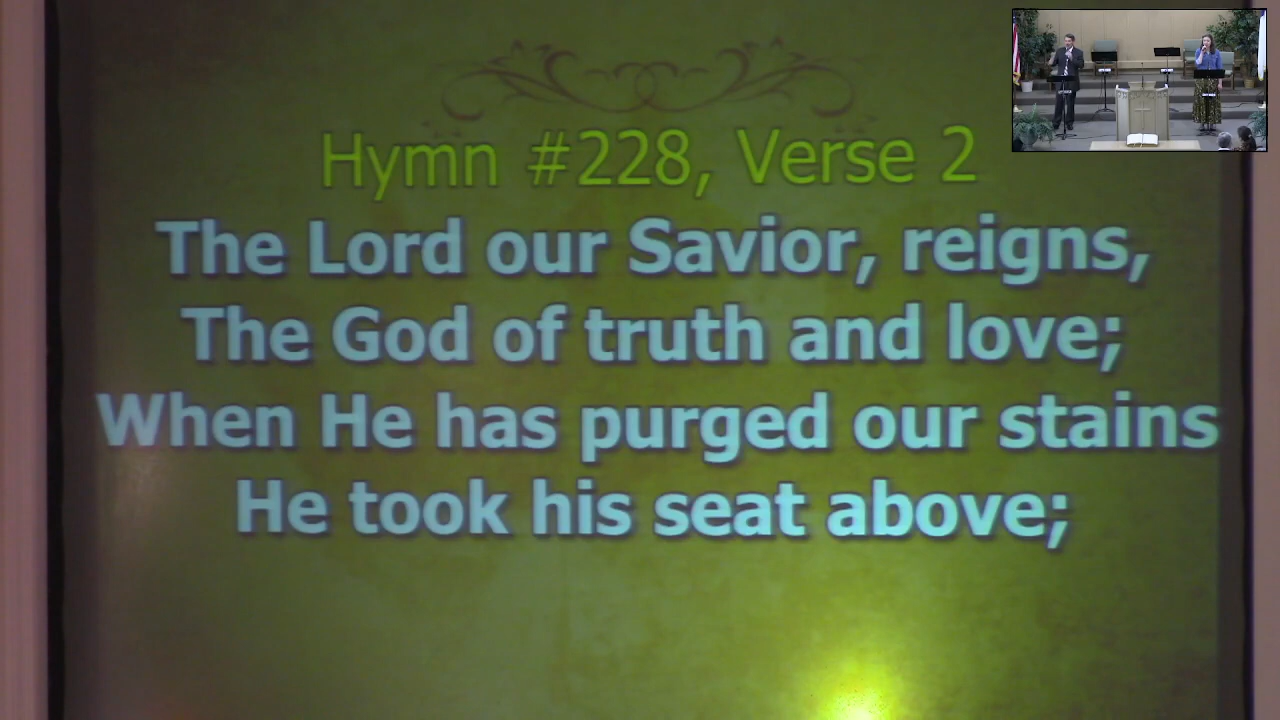 Hymn #228, Verse 2
The Lord our Savior, reigns,
The God of truth and love;
When He has purged our stains
He took his seat above;